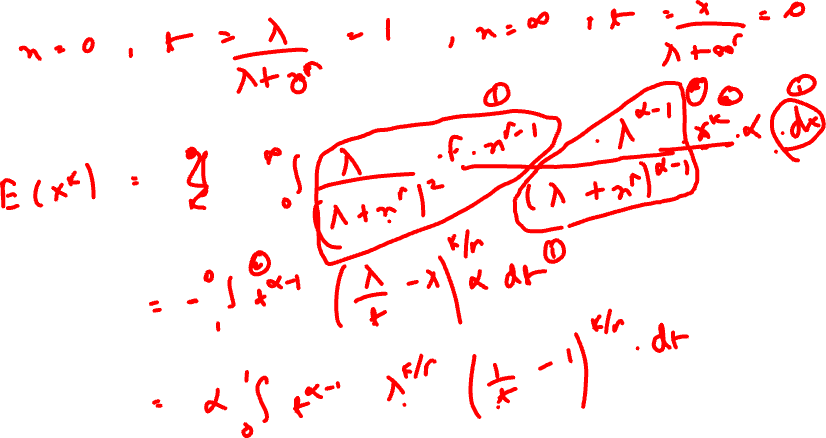 x = 0 , t = λ/(λ + 0^r) = 1 , x = ∞ , t = λ/(λ + ∞^r) = 0
E(x^k) = ∫_0^∞ λ/(λ + x^r)^2 · r · x^{r-1} · λ^{α-1}/(λ + x^r)^{α-1} · x^k · α · dx
= - ∫_1^0 t^{α-1} (λ/t - λ)^{k/r} α dt
= α ∫_0^1 t^{α-1} λ^{k/r} (1/t - 1)^{k/r} · dt